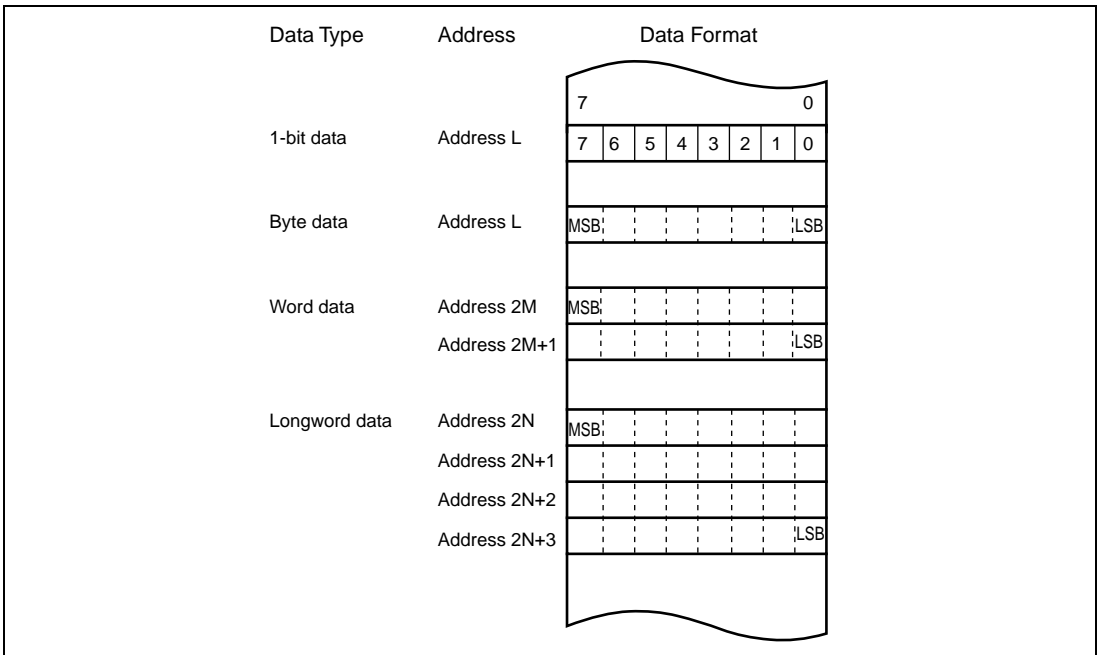 Data Type Address Data Format
7 0
1-bit data Address L 7 6 5 4 3 2 1 0
Byte data Address L MSB LSB
Word data Address 2M MSB
Address 2M+1 LSB
Longword data Address 2N MSB
Address 2N+1
Address 2N+2
Address 2N+3 LSB